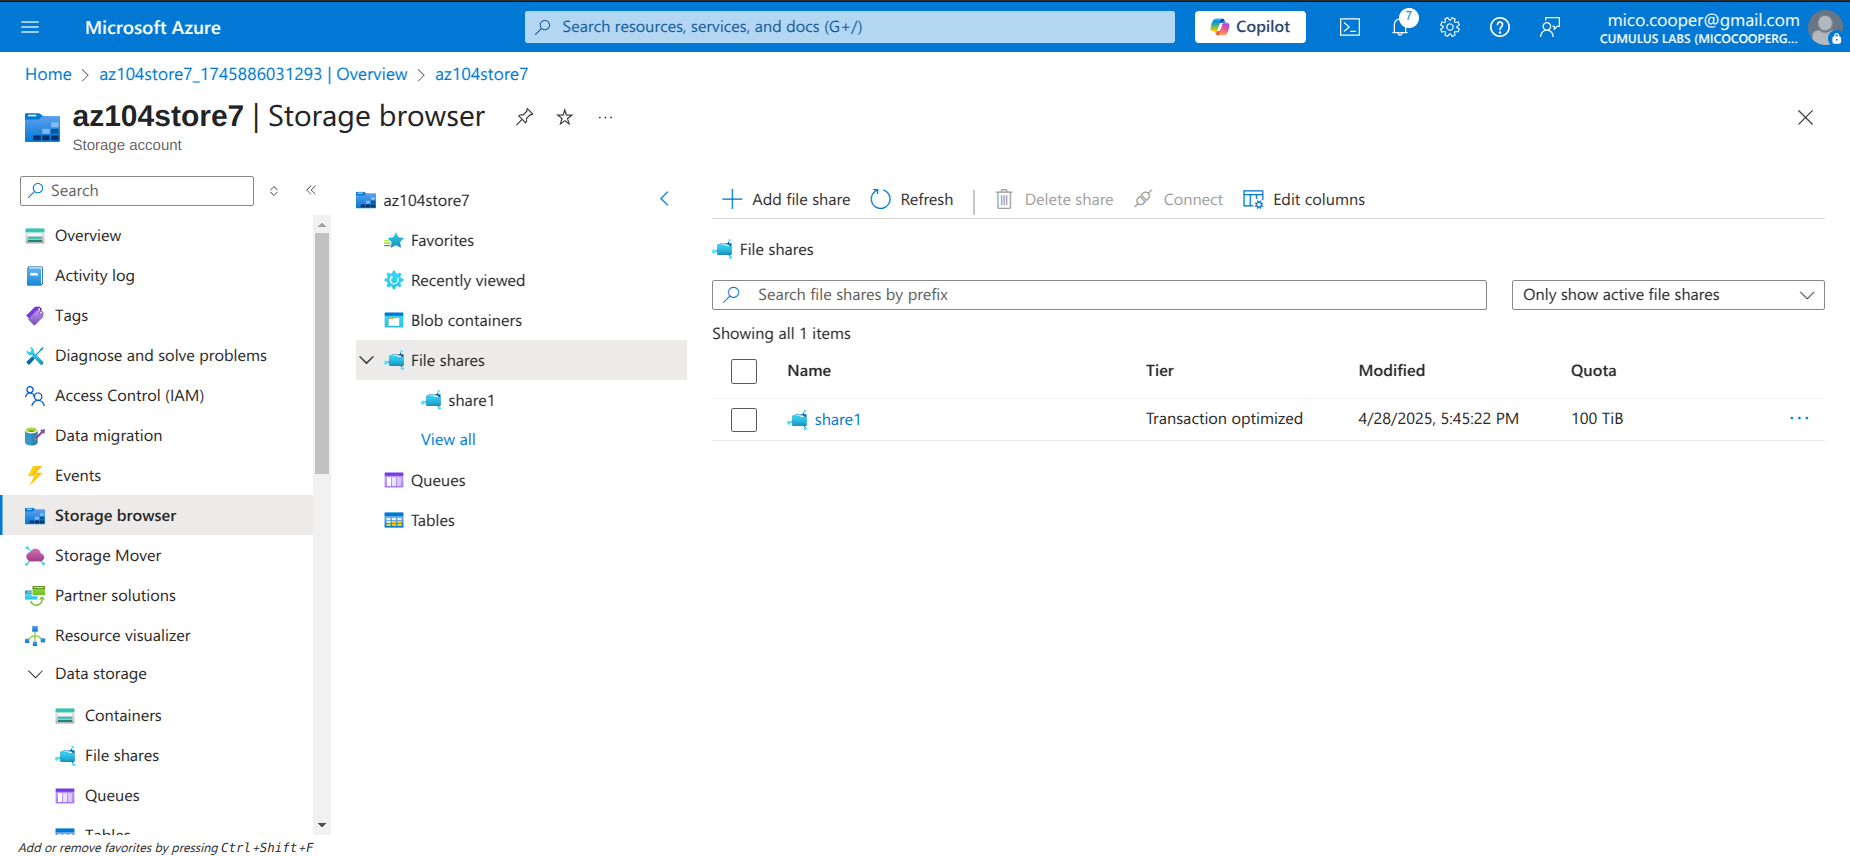 Microsoft Azure
Search resources, services, and docs (G+/)
Copilot
7
mico.cooper@gmail.com
CUMULUS LABS (MICOCOOPERG...
Home > az104store7_1745886031293 | Overview > az104store7
az104store7 | Storage browser
Storage account
Search
Overview
Activity log
Tags
Diagnose and solve problems
Access Control (IAM)
Data migration
Events
Storage browser
Storage Mover
Partner solutions
Resource visualizer
Data storage
Containers
File shares
Queues
Tables
Add or remove favorites by pressing Ctrl+Shift+F
az104store7
Favorites
Recently viewed
Blob containers
File shares
share1
View all
Queues
Tables
Add file share
Refresh
Delete share
Connect
Edit columns
File shares
Search file shares by prefix
Only show active file shares
Showing all 1 items
Name Tier Modified Quota
share1 Transaction optimized 4/28/2025, 5:45:22 PM 100 TiB